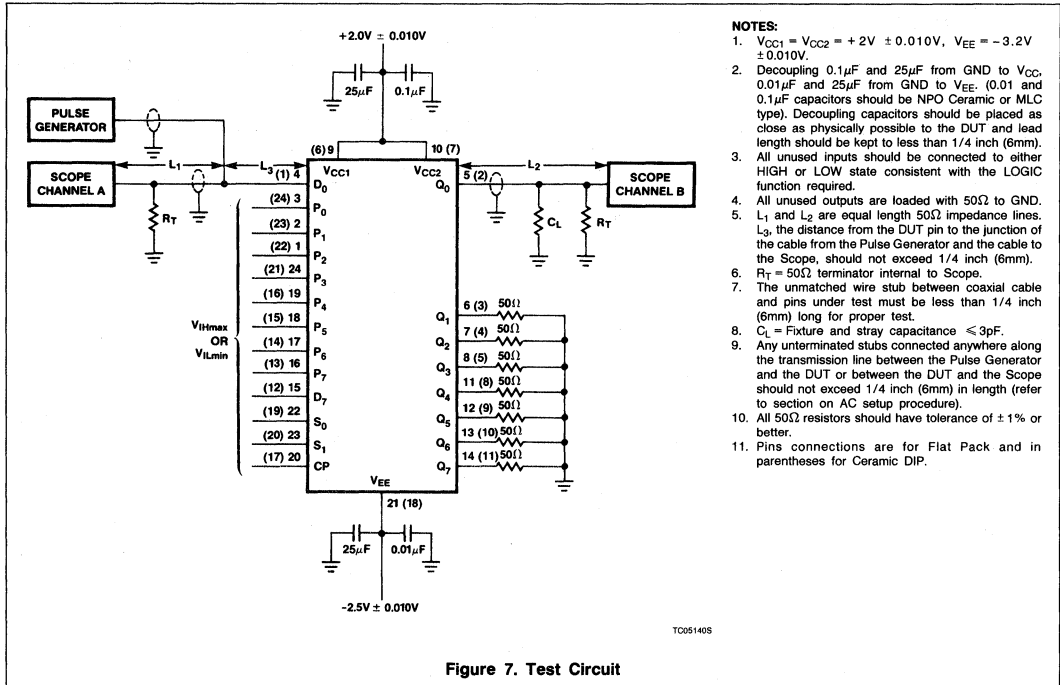 +2.0V ± 0.010V
25µF
0.1µF
PULSE
GENERATOR
SCOPE
CHANNEL A
L1
L3
RT
(6) 9
10 (7)
VCC1
VCC2
L2
SCOPE
CHANNEL B
(1) 4
D0
5 (2)
Q0
CL
RT
(24) 3
P0
(23) 2
P1
(22) 1
P2
(21) 24
P3
(16) 19
P4
(15) 18
P5
(14) 17
P6
(13) 16
P7
(12) 15
D7
(19) 22
S0
(20) 23
S1
(17) 20
CP
VIHmax
OR
VILmin
6 (3) 50Ω
Q1
7 (4) 50Ω
Q2
8 (5) 50Ω
Q3
11 (8) 50Ω
Q4
12 (9) 50Ω
Q5
13 (10) 50Ω
Q6
14 (11) 50Ω
Q7
VEE
21 (18)
25µF
0.01µF
-2.5V ± 0.010V
TC05140S
NOTES:
1. VCC1 = VCC2 = + 2V ± 0.010V, VEE = - 3.2V
± 0.010V.
2. Decoupling 0.1µF and 25µF from GND to VCC,
0.01µF and 25µF from GND to VEE. (0.01 and
0.1µF capacitors should be NPO Ceramic or MLC
type). Decoupling capacitors should be placed as
close as physically possible to the DUT and lead
length should be kept to less than 1/4 inch (6mm).
3. All unused inputs should be connected to either
HIGH or LOW state consistent with the LOGIC
function required.
4. All unused outputs are loaded with 50Ω to GND.
5. L1 and L2 are equal length 50Ω impedance lines.
L3, the distance from the DUT pin to the junction of
the cable from the Pulse Generator and the cable to
the Scope, should not exceed 1/4 inch (6mm).
6. RT = 50Ω terminator internal to Scope.
7. The unmatched wire stub between coaxial cable
and pins under test must be less than 1/4 inch
(6mm) long for proper test.
8. CL = Fixture and stray capacitance ≤ 3pF.
9. Any unterminated stubs connected anywhere along
the transmission line between the Pulse Generator
and the DUT or between the DUT and the Scope
should not exceed 1/4 inch (6mm) in length (refer
to section on AC setup procedure).
10. All 50Ω resistors should have tolerance of ± 1% or
better.
11. Pins connections are for Flat Pack and in
parentheses for Ceramic DIP.
Figure 7. Test Circuit